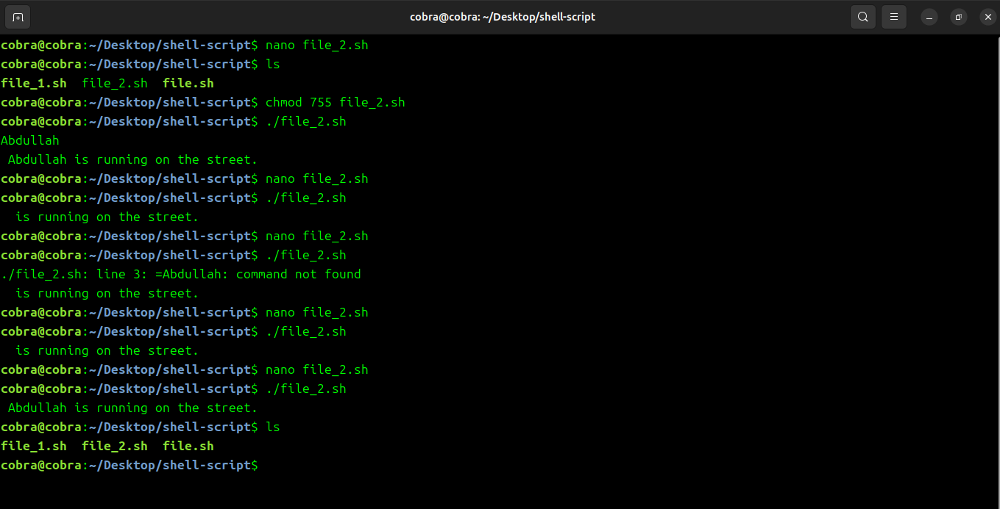 cobra@cobra: ~/Desktop/shell-script
cobra@cobra:~/Desktop/shell-script$ nano file_2.sh
cobra@cobra:~/Desktop/shell-script$ ls
file_1.sh  file_2.sh  file.sh
cobra@cobra:~/Desktop/shell-script$ chmod 755 file_2.sh
cobra@cobra:~/Desktop/shell-script$ ./file_2.sh
Abdullah
 Abdullah is running on the street.
cobra@cobra:~/Desktop/shell-script$ nano file_2.sh
cobra@cobra:~/Desktop/shell-script$ ./file_2.sh
  is running on the street.
cobra@cobra:~/Desktop/shell-script$ nano file_2.sh
cobra@cobra:~/Desktop/shell-script$ ./file_2.sh
./file_2.sh: line 3: =Abdullah: command not found
  is running on the street.
cobra@cobra:~/Desktop/shell-script$ nano file_2.sh
cobra@cobra:~/Desktop/shell-script$ ./file_2.sh
  is running on the street.
cobra@cobra:~/Desktop/shell-script$ nano file_2.sh
cobra@cobra:~/Desktop/shell-script$ ./file_2.sh
 Abdullah is running on the street.
cobra@cobra:~/Desktop/shell-script$ ls
file_1.sh  file_2.sh  file.sh
cobra@cobra:~/Desktop/shell-script$